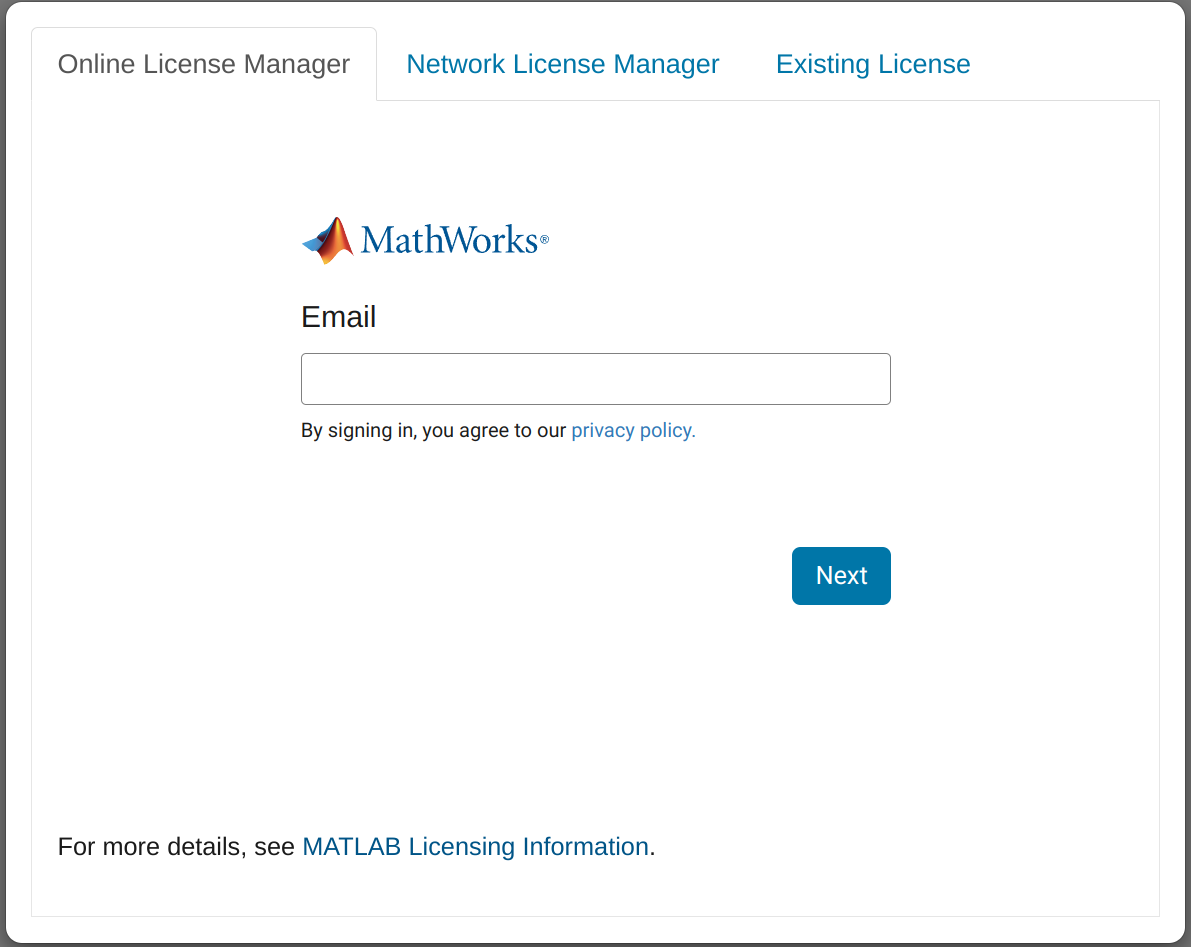 Online License Manager Network License Manager Existing License
MathWorks®
Email
By signing in, you agree to our privacy policy.
Next
For more details, see MATLAB Licensing Information.